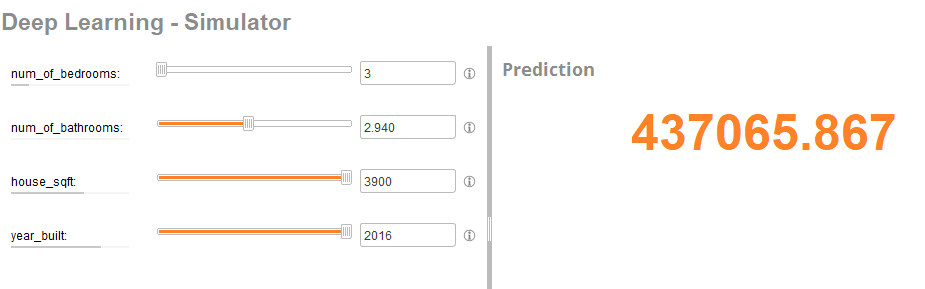 Deep Learning - Simulator
num_of_bedrooms:
3
num_of_bathrooms:
2.940
house_sqft:
3900
year_built:
2016
Prediction
437065.867